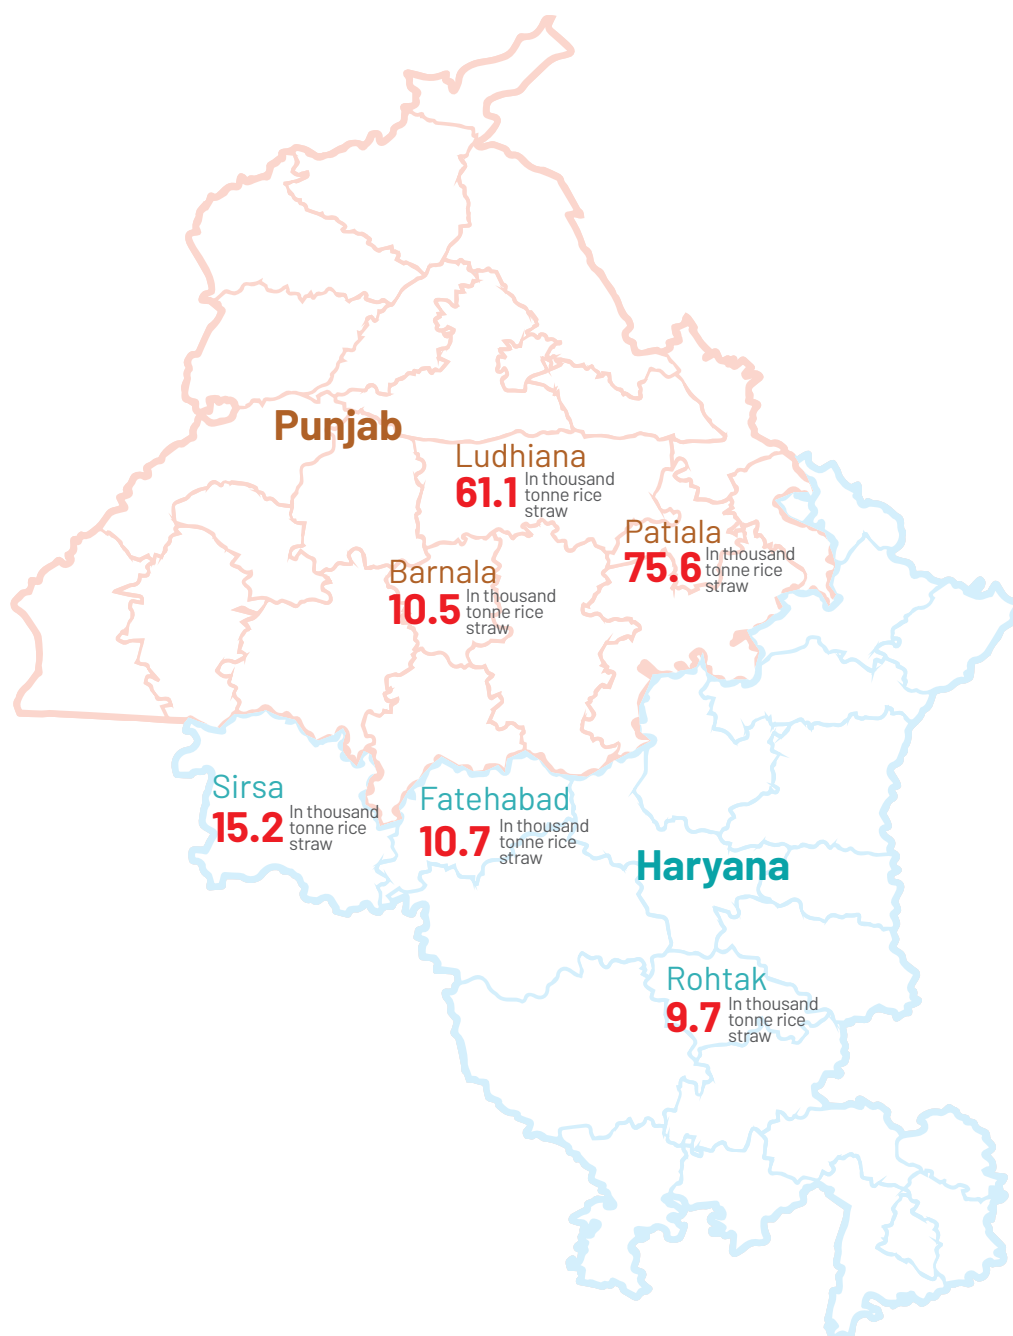 Punjab
Ludhiana
61.1
In thousand
tonne rice
straw
Patiala
75.6
In thousand
tonne rice
straw
Barnala
10.5
In thousand
tonne rice
straw
Sirsa
15.2
In thousand
tonne rice
straw
Fatehabad
10.7
In thousand
tonne rice
straw
Haryana
Rohtak
9.7
In thousand
tonne rice
straw